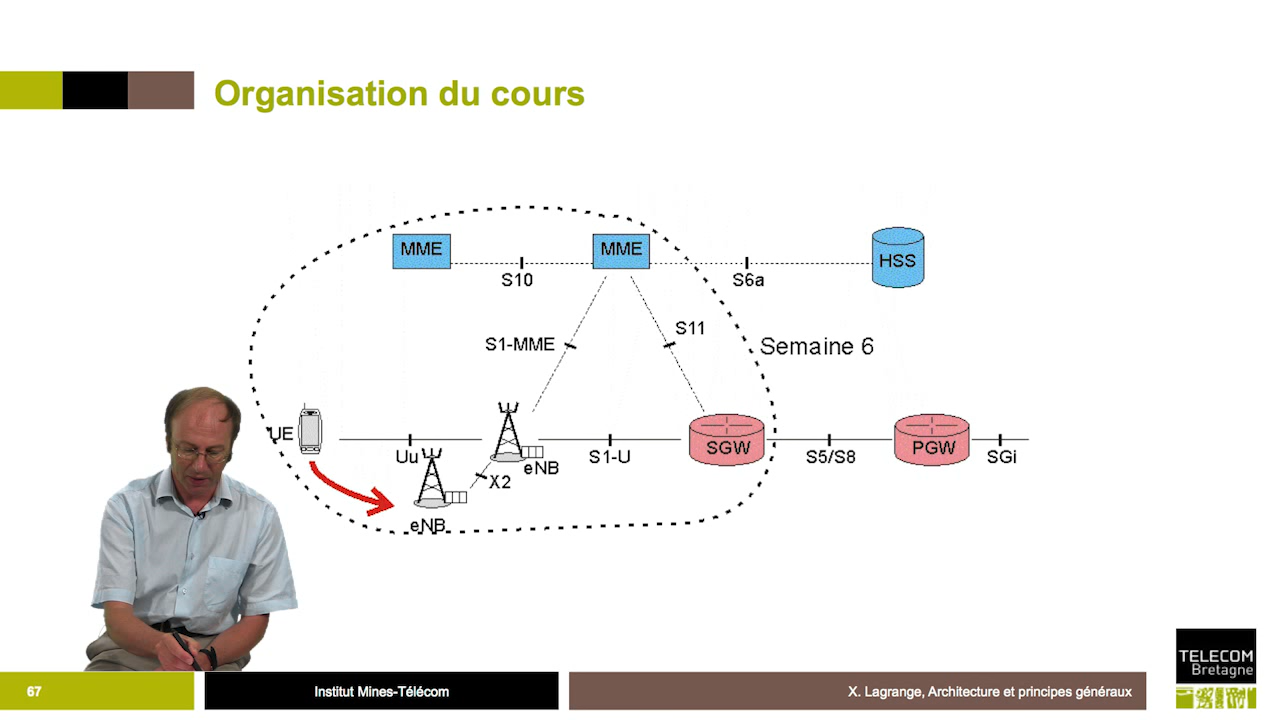 Organisation du cours
MME
MME
HSS
S10
S6a
S1-MME
S11
Semaine 6
UE
Uu
eNB
S1-U
SGW
S5/S8
PGW
SGi
X2
eNB
TELECOM
Bretagne
67
Institut Mines-Télécom
X. Lagrange, Architecture et principes généraux